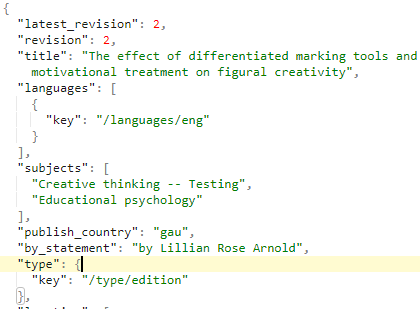 {
"latest_revision": 2,
"revision": 2,
"title": "The effect of differentiated marking tools and
motivational treatment on figural creativity",
"languages": [
{
"key": "/languages/eng"
}
],
"subjects": [
"Creative thinking -- Testing",
"Educational psychology"
],
"publish_country": "gau",
"by_statement": "by Lillian Rose Arnold",
"type": {
"key": "/type/edition"
},